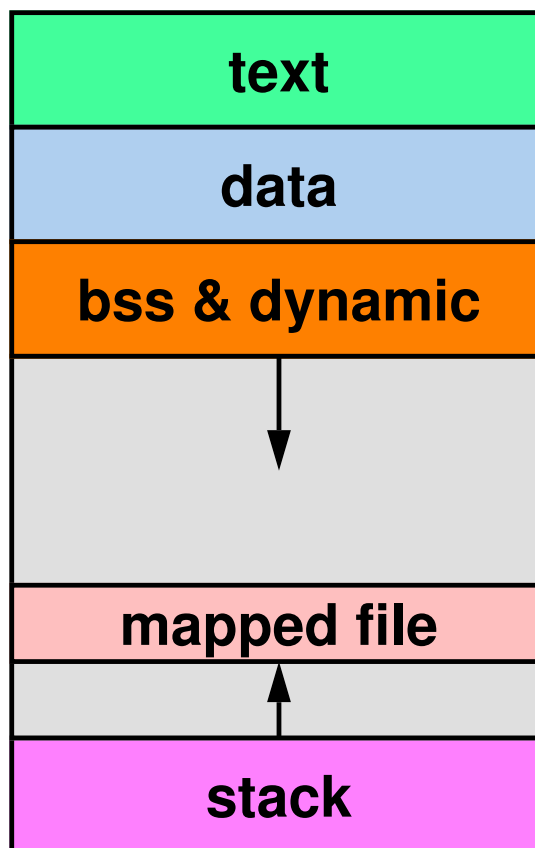 text
data
bss & dynamic
mapped file
stack